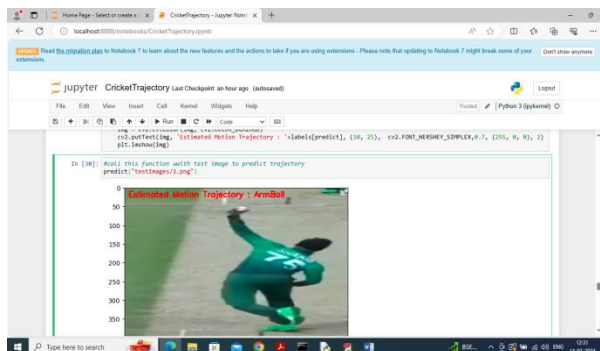 Home Page - Select or create a n
CricketTrajectory - Jupyter Note
localhost:8888/notebooks/CricketTrajectory.ipynb
UPDATE Read the migration plan to Notebook 7 to learn about the new features and the actions to take if you are using extensions - Please note that updating to Notebook 7 might break some of your extensions.
Don't show anymore
jupyter CricketTrajectory Last Checkpoint: an hour ago (autosaved)
Logout
File Edit View Insert Cell Kernel Widgets Help
Trusted Python 3 (ipykernel)
Run Code
cv2.putText(img, 'Estimated Motion Trajectory : '+labels[predict], (10, 25), cv2.FONT_HERSHEY_SIMPLEX,0.7, (255, 0, 0), 2)
plt.imshow(img)
In [30]: #call this function wwith test image to predict trajectory
predict("testImages/1.png")
Estimated Motion Trajectory : ArmBall
0
50
100
150
200
250
300
350
75
Type here to search
BSE...
ENG
12:31